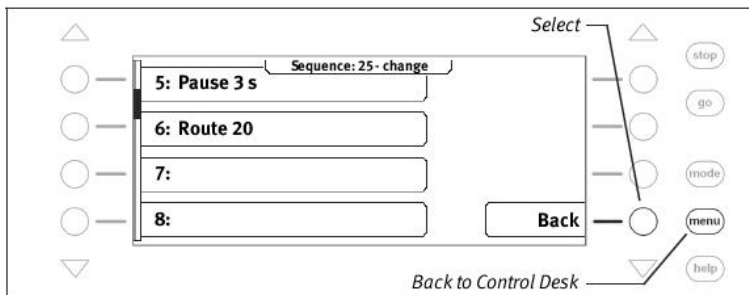 Select
stop
Sequence: 25 - change
5: Pause 3 s
go
6: Route 20
7:
mode
8:
Back
menu
help
Back to Control Desk